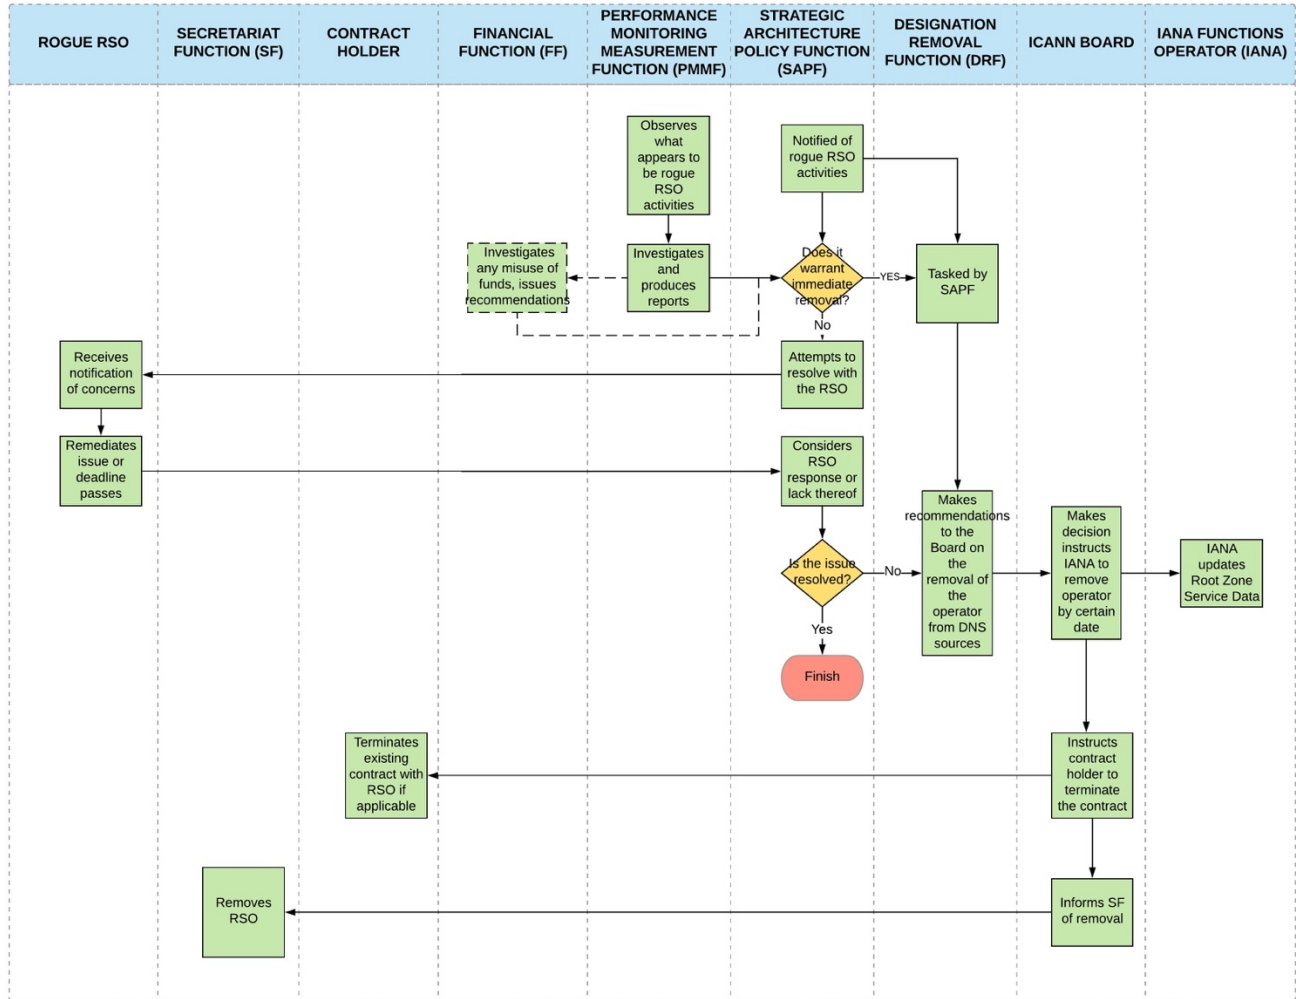 ROGUE RSO
SECRETARIAT
FUNCTION (SF)
CONTRACT
HOLDER
FINANCIAL
FUNCTION (FF)
PERFORMANCE
MONITORING
MEASUREMENT
FUNCTION (PMMF)
STRATEGIC
ARCHITECTURE
POLICY FUNCTION
(SAPF)
DESIGNATION
REMOVAL
FUNCTION (DRF)
ICANN BOARD
IANA FUNCTIONS
OPERATOR (IANA)
Observes
what
appears to
be rogue
RSO
activities
Notified of
rogue RSO
activities
Investigates
any misuse of
funds, issues
recommendations
Investigates
and
produces
reports
Does it
warrant
immediate
removal?
YES
Tasked by
SAPF
No
Receives
notification
of concerns
Attempts to
resolve with
the RSO
Remediates
issue or
deadline
passes
Considers
RSO
response or
lack thereof
Is the issue
resolved?
No
Makes
recommendations
to the
Board on
the
removal of
the
operator
from DNS
sources
Makes
decision
instructs
IANA to
remove
operator
by certain
date
IANA
updates
Root Zone
Service Data
Yes
Finish
Terminates
existing
contract with
RSO if
applicable
Instructs
contract
holder to
terminate
the contract
Removes
RSO
Informs SF
of removal